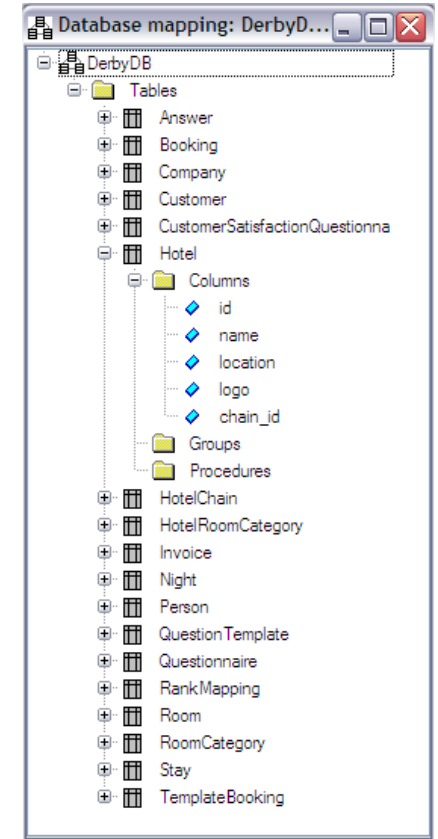 Database mapping: DerbyD...
DerbyDB
Tables
Answer
Booking
Company
Customer
CustomerSatisfactionQuestionna
Hotel
Columns
id
name
location
logo
chain_id
Groups
Procedures
HotelChain
HotelRoomCategory
Invoice
Night
Person
QuestionTemplate
Questionnaire
RankMapping
Room
RoomCategory
Stay
TemplateBooking